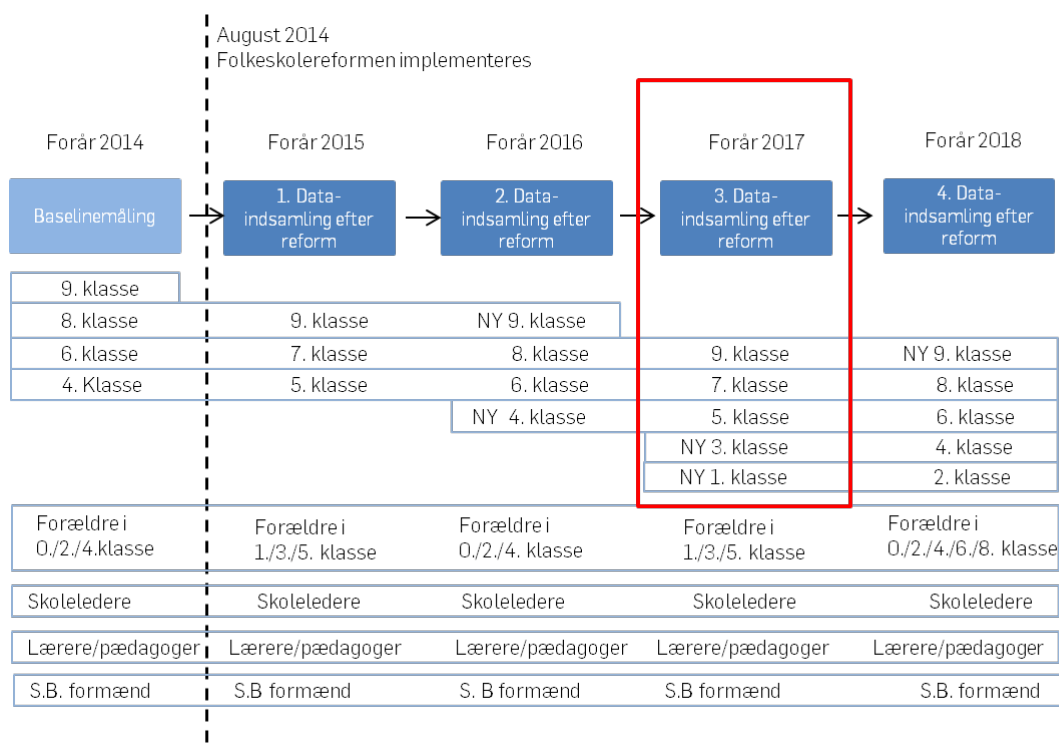 August 2014
Folkeskolereformen implementeres
Forår 2014 Forår 2015 Forår 2016 Forår 2017 Forår 2018
Baselinemåling
1. Data-
indsamling efter
reform
2. Data-
indsamling efter
reform
3. Data-
indsamling efter
reform
4. Data-
indsamling efter
reform
9. klasse
8. klasse 9. klasse NY 9. klasse
6. klasse 7. klasse 8. klasse 9. klasse NY 9. klasse
4. Klasse 5. klasse 6. klasse 7. klasse 8. klasse
NY 4. klasse 5. klasse 6. klasse
NY 3. klasse 4. klasse
NY 1. klasse 2. klasse
Forældre i
0./2./4.klasse
Forældre i
1./3./5. klasse
Forældre i
0./2./4. klasse
Forældre i
1./3./5. klasse
Forældre i
0./2./4./6./8. klasse
Skoleledere Skoleledere Skoleledere Skoleledere Skoleledere
Lærere/pædagoger Lærere/pædagoger Lærere/pædagoger Lærere/pædagoger Lærere/pædagoger
S.B. formænd S.B formænd S. B formænd S.B formænd S.B. formænd